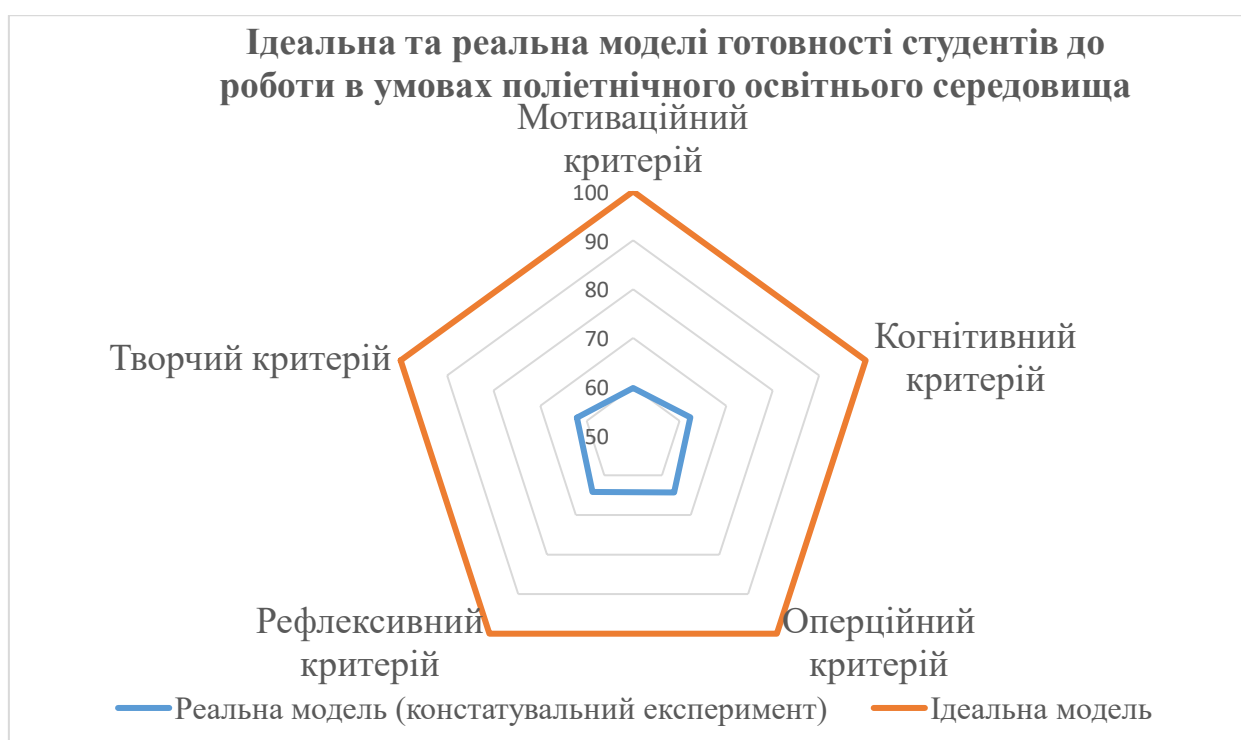 Ідеальна та реальна моделі готовності студентів до
роботи в умовах поліетнічного освітнього середовища
Мотиваційний
критерій
100
90
80
70
60
50
Когнітивний
критерій
Оперційний
критерій
Рефлексивний
критерій
Творчий критерій
Реальна модель (констатувальний експеримент)
Ідеальна модель